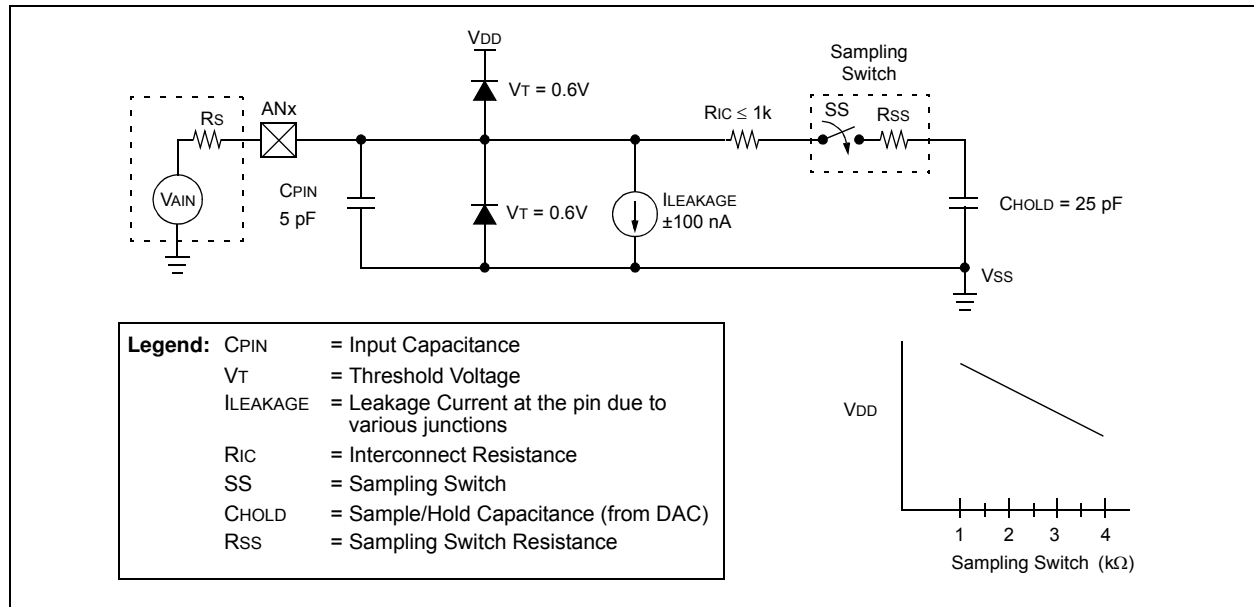 VDD
Sampling
Switch
VT = 0.6V
RS
ANx
RIC ≤ 1k
SS
RSS
VAIN
CPIN
5 pF
VT = 0.6V
ILEAKAGE
±100 nA
CHOLD = 25 pF
VSS
Legend: CPIN = Input Capacitance
VT = Threshold Voltage
ILEAKAGE = Leakage Current at the pin due to
various junctions
RIC = Interconnect Resistance
SS = Sampling Switch
CHOLD = Sample/Hold Capacitance (from DAC)
RSS = Sampling Switch Resistance
VDD
1 2 3 4
Sampling Switch (kΩ)